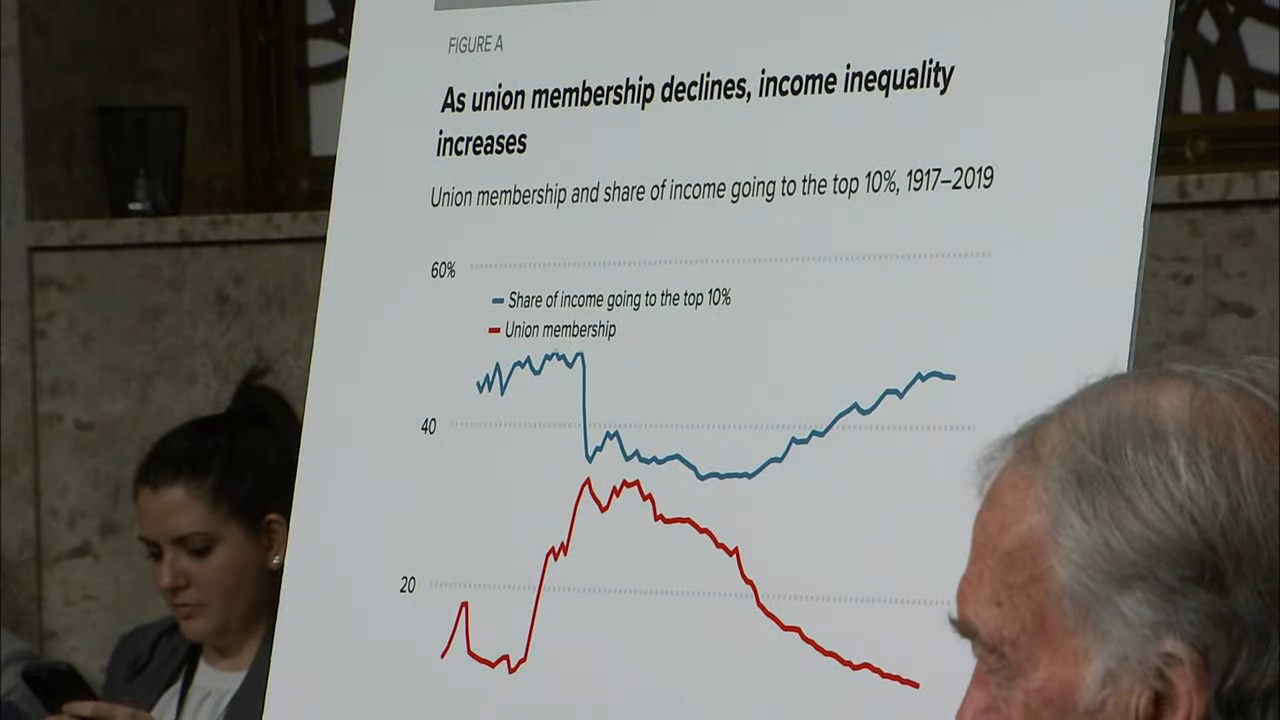 FIGURE A
As union membership declines, income inequality
increases
Union membership and share of income going to the top 10%, 1917–2019
60%
Share of income going to the top 10%
Union membership
40
20